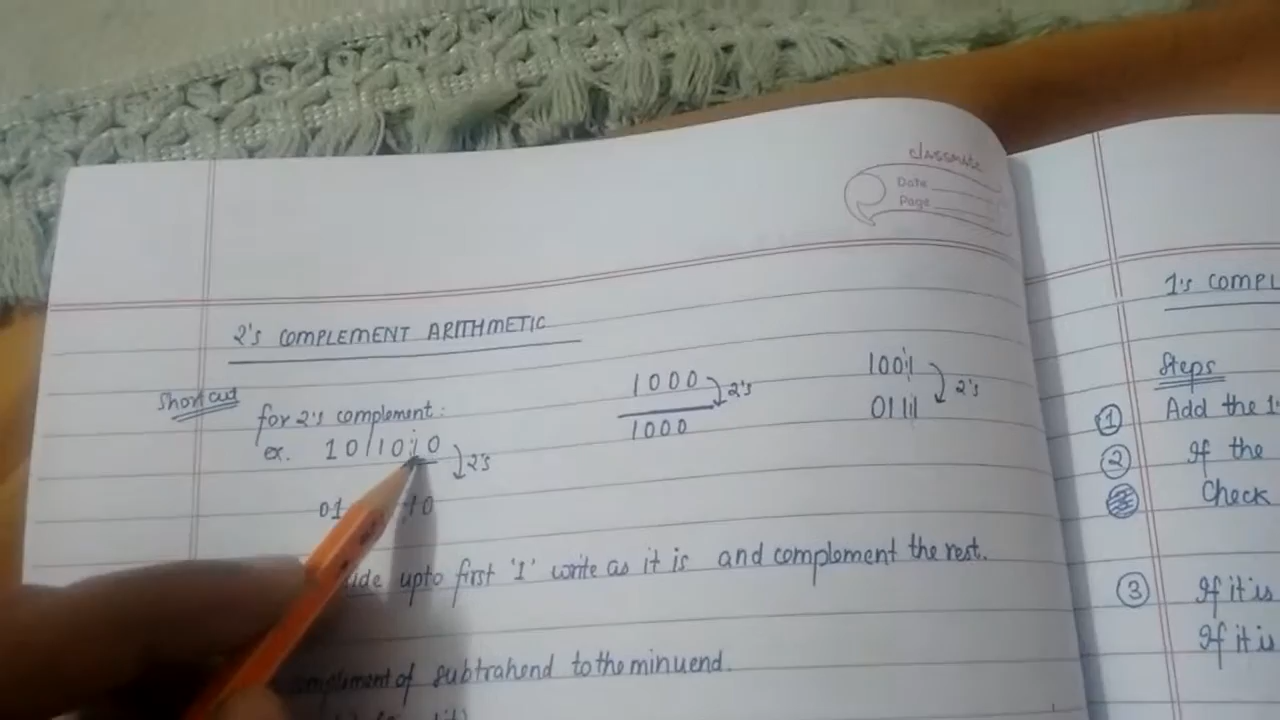 classmate
Date
Page
2's COMPLEMENT ARITHMETIC
Short cut
for 2's complement:
ex. 1011010 2's
01 10
upto first '1' write as it is and complement the rest.
of subtrahend to the minuend.
1000 2's
1000
1001 2's
0111
1's COMPL
Steps
1 Add the 1
2 If the
Check
3 If it is
If it is